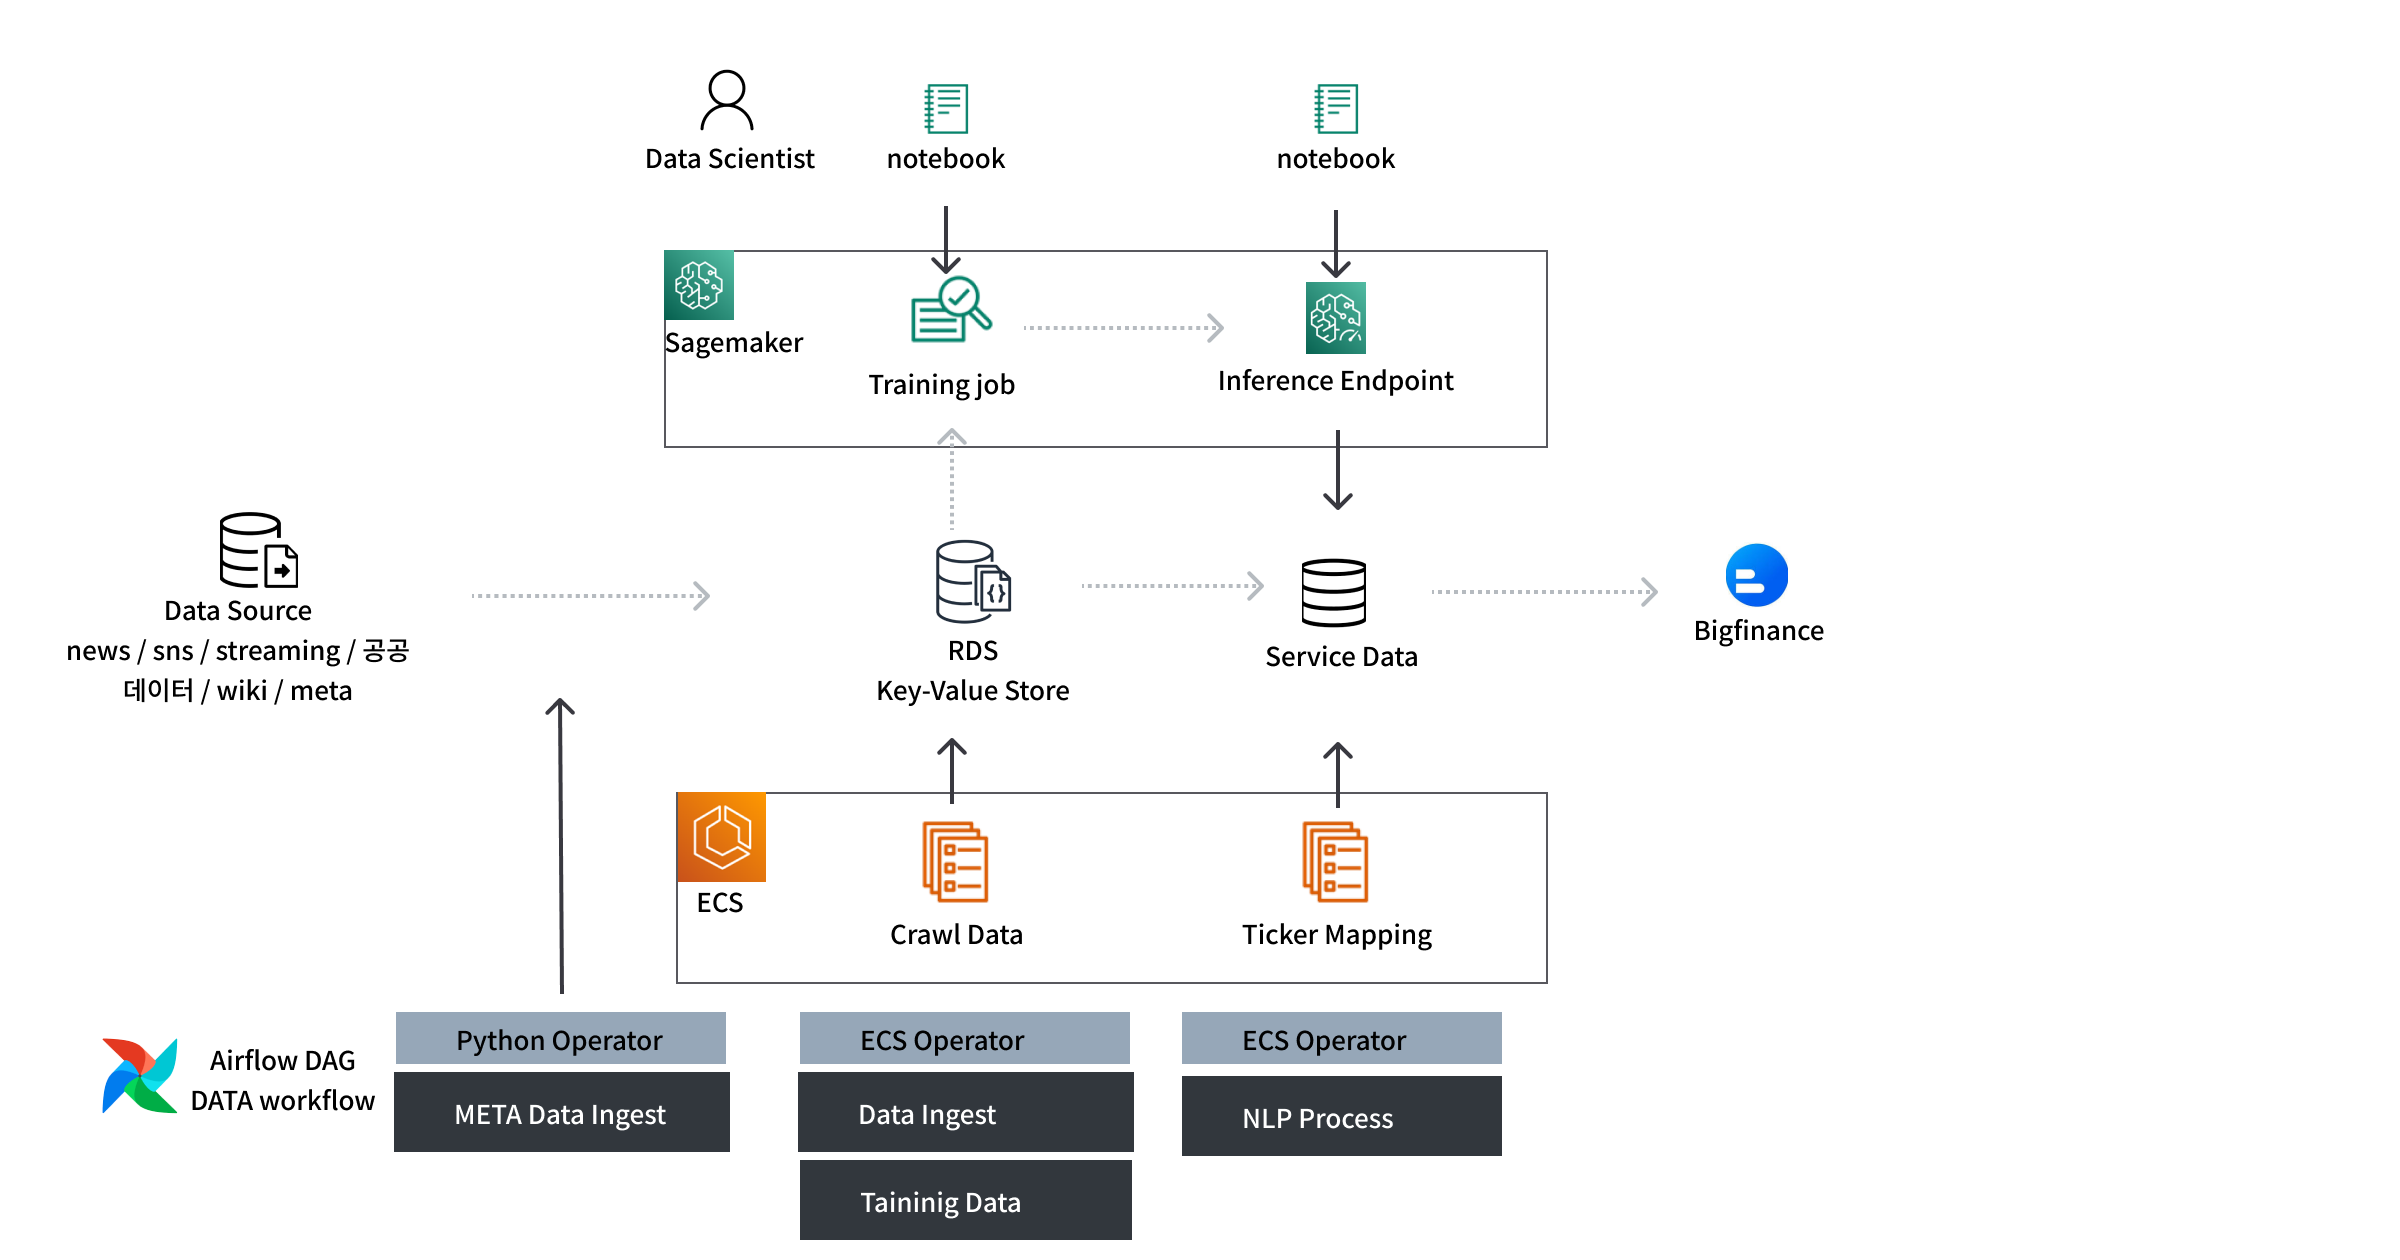 Data Scientist
notebook
notebook
Sagemaker
Training job
Inference Endpoint
Data Source
news / sns / streaming / 공공
데이터 / wiki / meta
RDS
Key-Value Store
Service Data
Bigfinance
ECS
Crawl Data
Ticker Mapping
Airflow DAG
DATA workflow
Python Operator
META Data Ingest
ECS Operator
Data Ingest
Taininig Data
ECS Operator
NLP Process